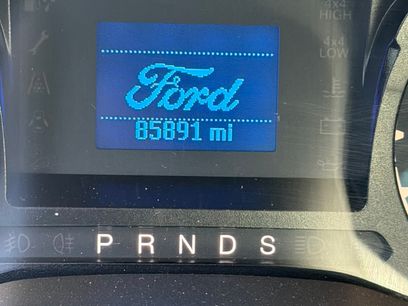 4x4
HIGH
4x4
LOW
Ford
85891 mi
P R N D S